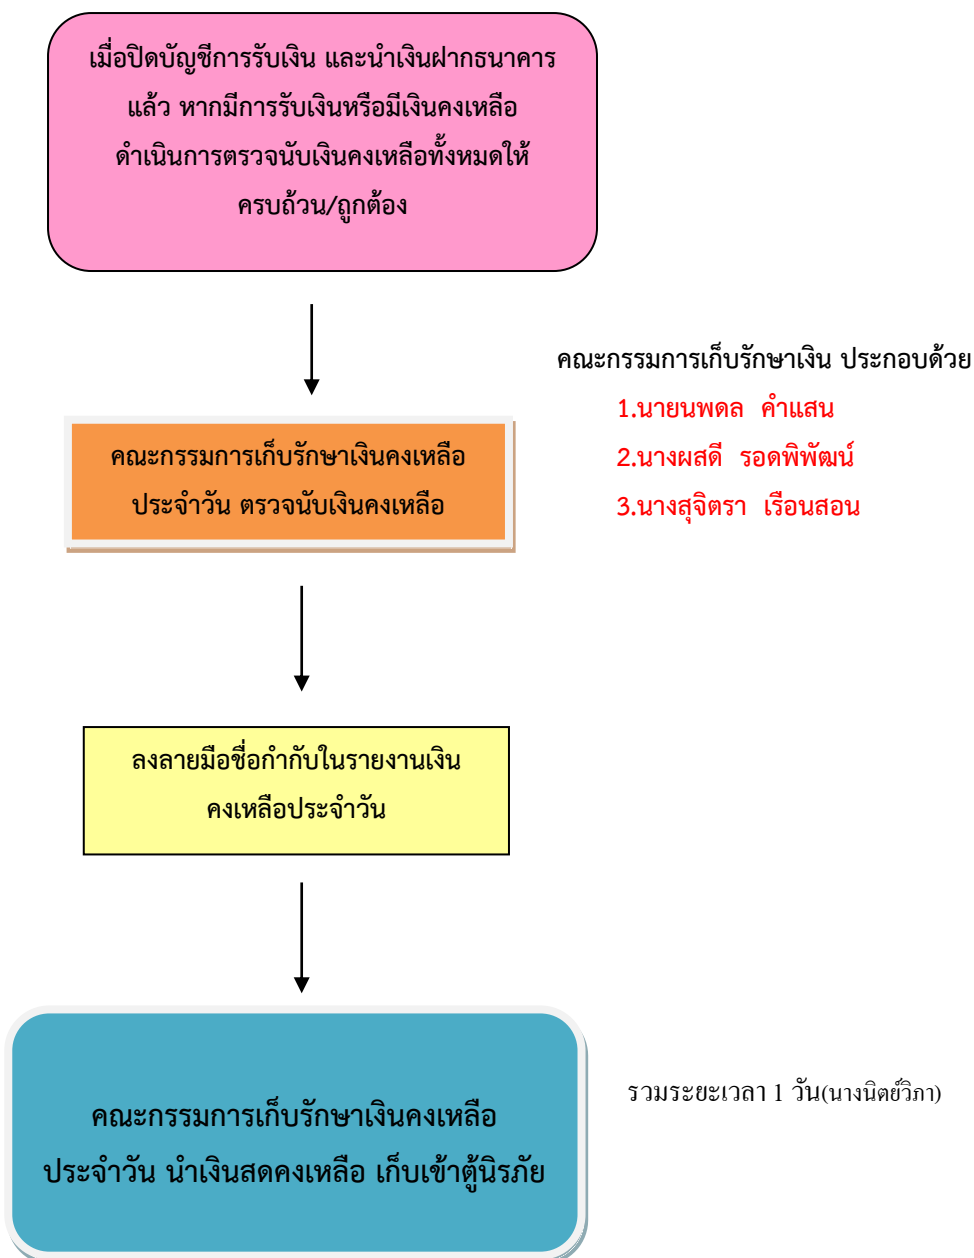 เมื่อปิดบัญชีการรับเงิน และนำเงินฝากธนาคาร
แล้ว หากมีการรับเงินหรือมีเงินคงเหลือ
ดำเนินการตรวจนับเงินคงเหลือทั้งหมดให้
ครบถ้วน/ถูกต้อง
คณะกรรมการเก็บรักษาเงิน ประกอบด้วย
1.นายนพดล คำแสน
2.นางผสดี รอดพิพัฒน์
3.นางสุจิตรา เรือนสอน
คณะกรรมการเก็บรักษาเงินคงเหลือ
ประจำวัน ตรวจนับเงินคงเหลือ
ลงลายมือชื่อกำกับในรายงานเงิน
คงเหลือประจำวัน
รวมระยะเวลา 1 วัน(นางนิตย์วิภา)
คณะกรรมการเก็บรักษาเงินคงเหลือ
ประจำวัน นำเงินสดคงเหลือ เก็บเข้าตู้นิรภัย